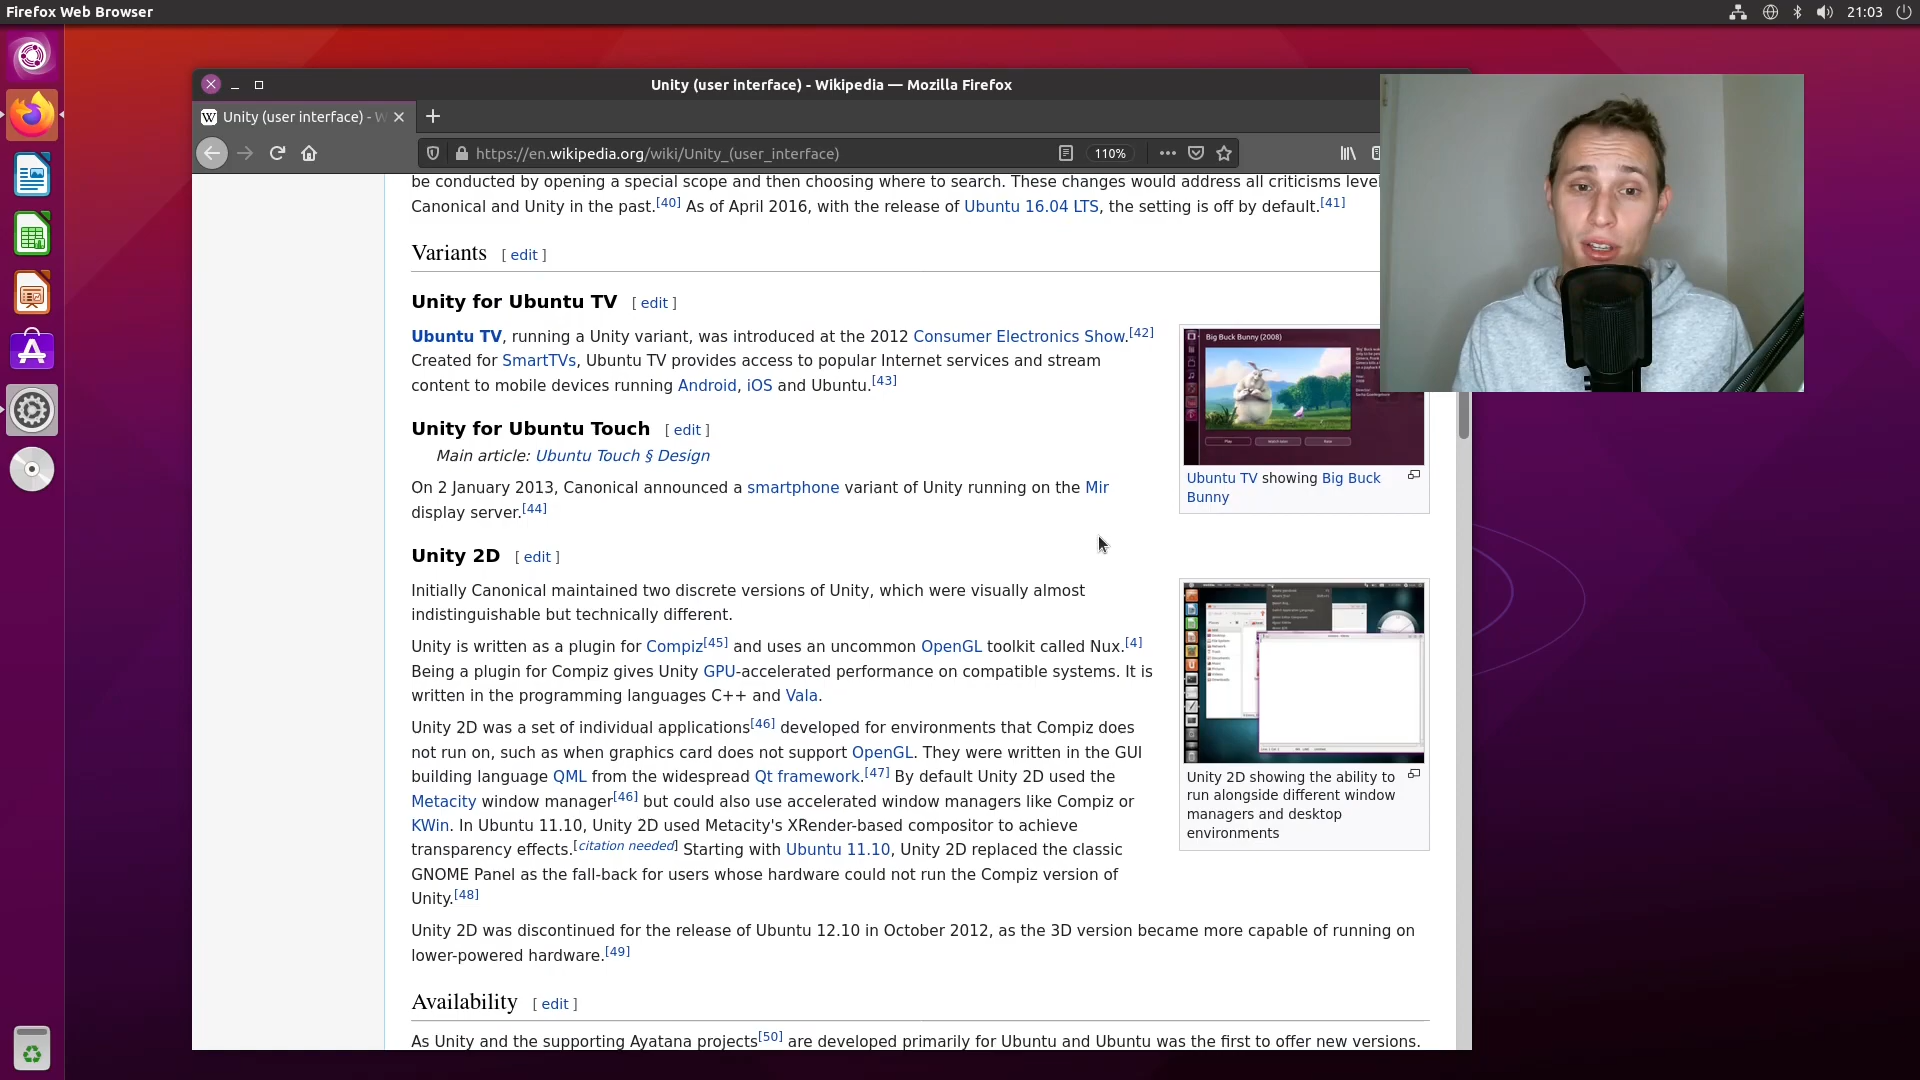 Firefox Web Browser
21:03
Unity (user interface) - Wikipedia — Mozilla Firefox
W Unity (user interface) - W
https://en.wikipedia.org/wiki/Unity_(user_interface)
110%
be conducted by opening a special scope and then choosing where to search. These changes would address all criticisms
Canonical and Unity in the past.[40] As of April 2016, with the release of Ubuntu 16.04 LTS, the setting is off by default.[41]
Variants [ edit ]
Unity for Ubuntu TV [ edit ]
Ubuntu TV, running a Unity variant, was introduced at the 2012 Consumer Electronics Show.[42]
Created for SmartTVs, Ubuntu TV provides access to popular Internet services and stream
content to mobile devices running Android, iOS and Ubuntu.[43]
Big Buck Bunny (2008)
Ubuntu TV showing Big Buck
Bunny
Unity for Ubuntu Touch [ edit ]
Main article: Ubuntu Touch § Design
On 2 January 2013, Canonical announced a smartphone variant of Unity running on the Mir
display server.[44]
Unity 2D [ edit ]
Initially Canonical maintained two discrete versions of Unity, which were visually almost
indistinguishable but technically different.
Unity is written as a plugin for Compiz[45] and uses an uncommon OpenGL toolkit called Nux.[4]
Being a plugin for Compiz gives Unity GPU-accelerated performance on compatible systems. It is
written in the programming languages C++ and Vala.
Unity 2D was a set of individual applications[46] developed for environments that Compiz does
not run on, such as when graphics card does not support OpenGL. They were written in the GUI
building language QML from the widespread Qt framework.[47] By default Unity 2D used the
Metacity window manager[46] but could also use accelerated window managers like Compiz or
KWin. In Ubuntu 11.10, Unity 2D used Metacity's XRender-based compositor to achieve
transparency effects.[citation needed] Starting with Ubuntu 11.10, Unity 2D replaced the classic
GNOME Panel as the fall-back for users whose hardware could not run the Compiz version of
Unity.[48]
Unity 2D showing the ability to
run alongside different window
managers and desktop
environments
Unity 2D was discontinued for the release of Ubuntu 12.10 in October 2012, as the 3D version became more capable of running on
lower-powered hardware.[49]
Availability [ edit ]
As Unity and the supporting Ayatana projects[50] are developed primarily for Ubuntu and Ubuntu was the first to offer new versions.